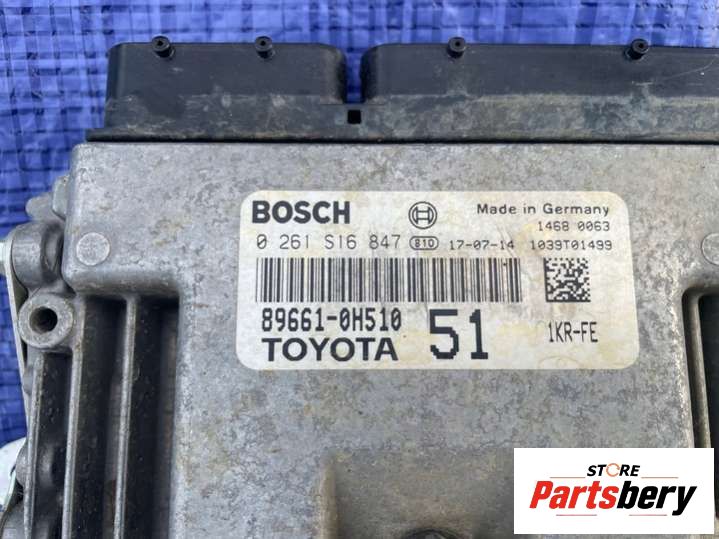 BOSCH
Made in Germany
1468 0063
0 261 S16 847 810 17-07-14 1039T01499
89661-0H510
TOYOTA 51
1KR-FE
STORE
Partsbery